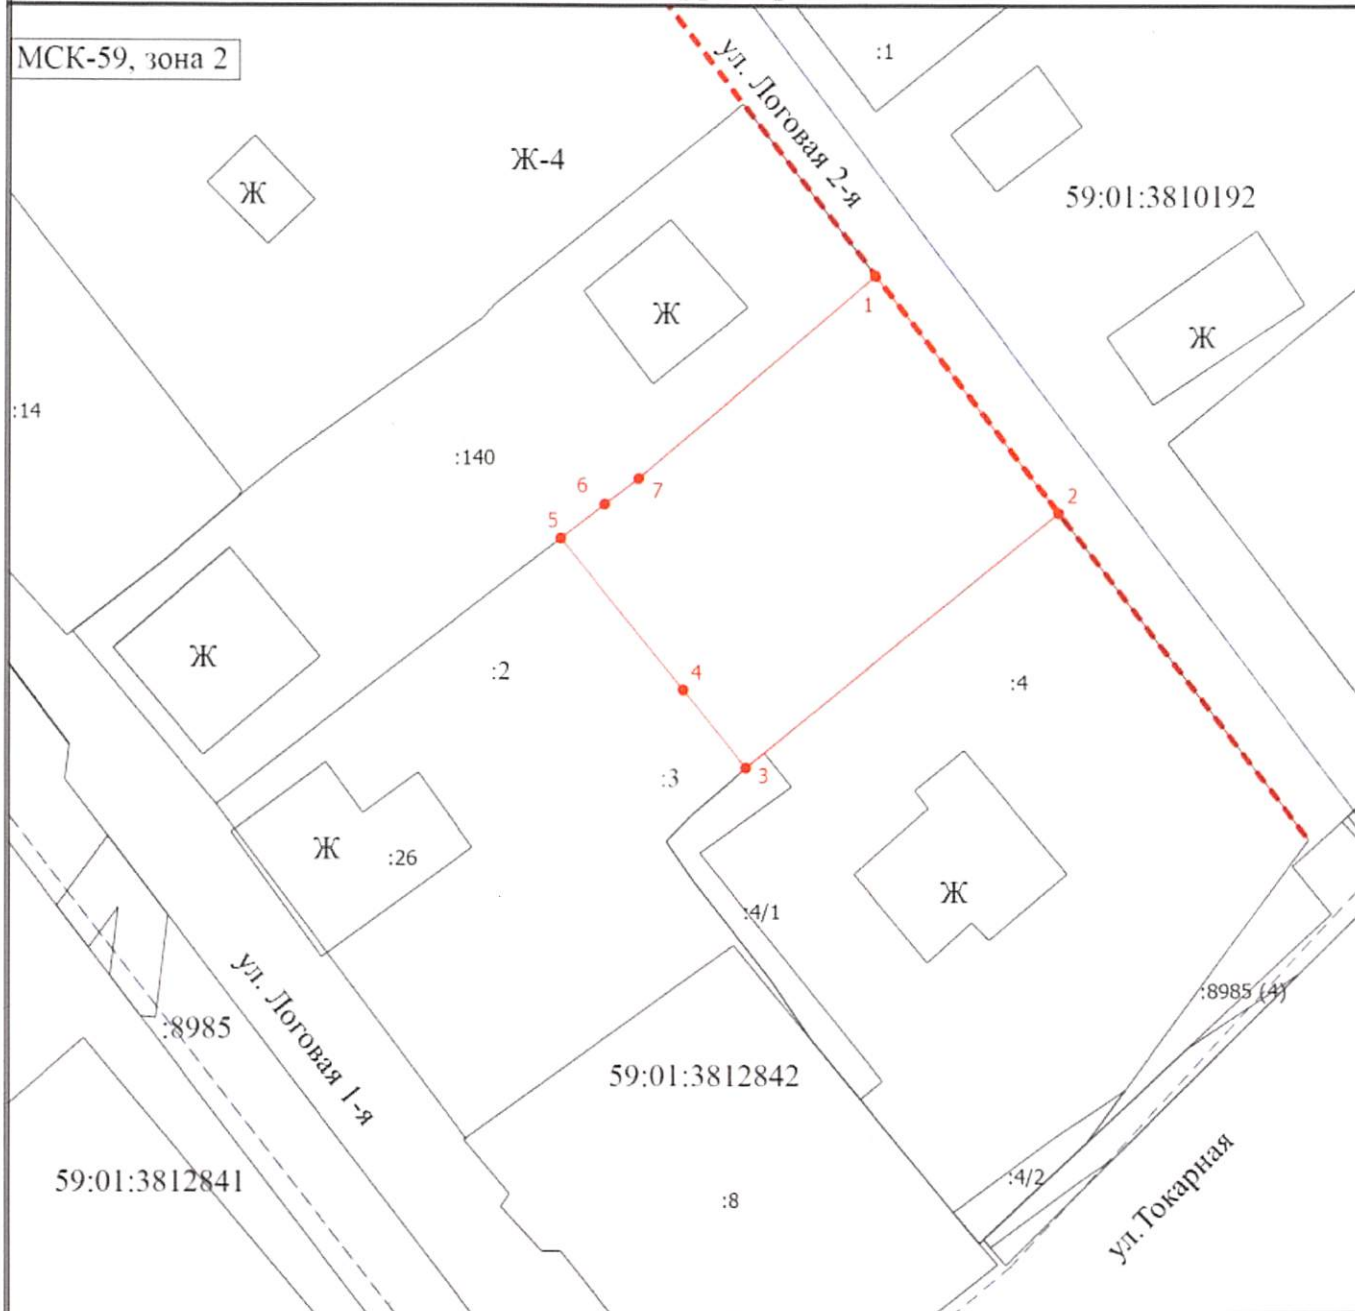 МСК-59, зона 2
ул. Логовая 2-я
:1
Ж-4
Ж
59:01:3810192
Ж
1
Ж
:14
:140
6
7
2
5
Ж
:2
4
:4
:3
3
Ж
:26
Ж
:4/1
:8985 (4)
ул. Логовая 1-я
:8985
59:01:3812842
59:01:3812841
:4/2
:8
ул. Токарная